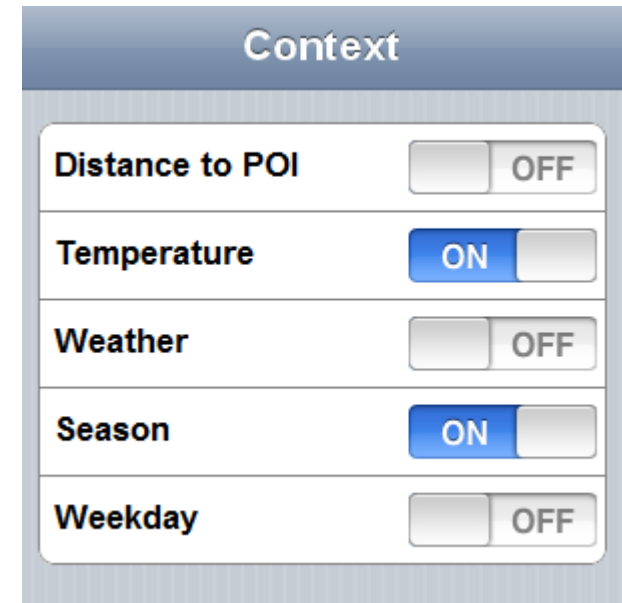 Context
Distance to POI OFF
Temperature ON
Weather OFF
Season ON
Weekday OFF